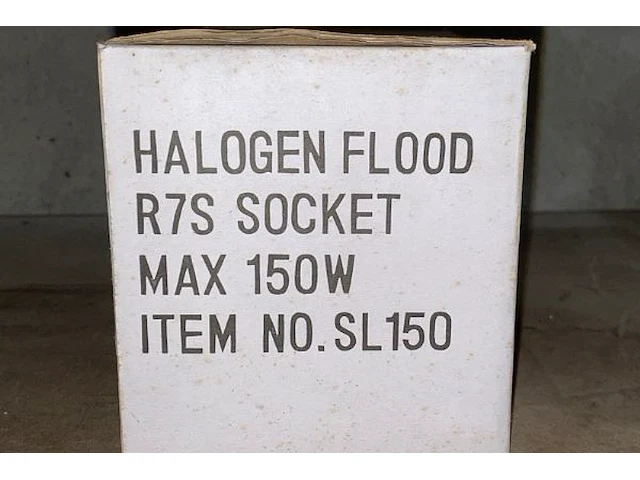 HALOGEN FLOOD
R7S SOCKET
MAX 150W
ITEM NO. SL150